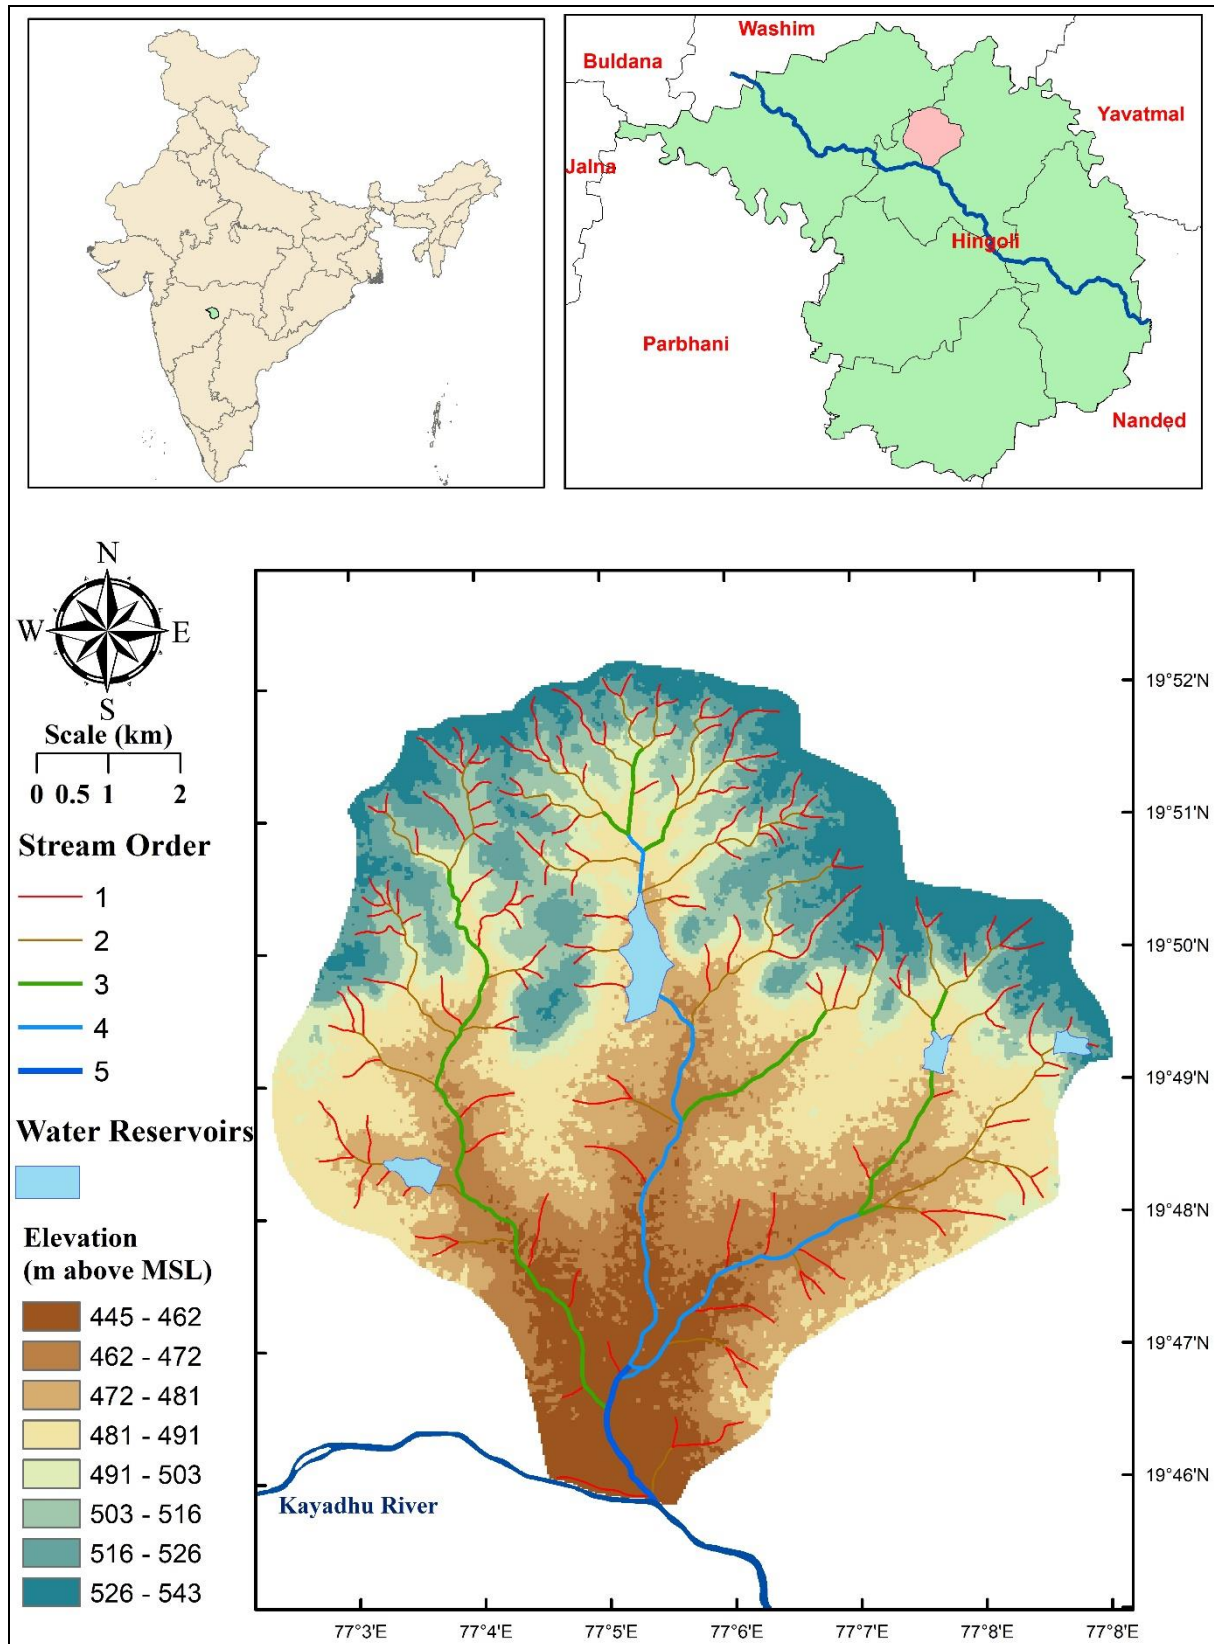 Washim
Buldana
Yavatmal
Jalna
Hingoli
Parbhani
Nanded
N
W E
S
Scale (km)
0 0.5 1 2
Stream Order
1
2
3
4
5
Water Reservoirs
Elevation
(m above MSL)
445 - 462
462 - 472
472 - 481
481 - 491
491 - 503
503 - 516
516 - 526
526 - 543
19°52'N
19°51'N
19°50'N
19°49'N
19°48'N
19°47'N
19°46'N
Kayadhu River
77°3'E 77°4'E 77°5'E 77°6'E 77°7'E 77°8'E 77°8'E